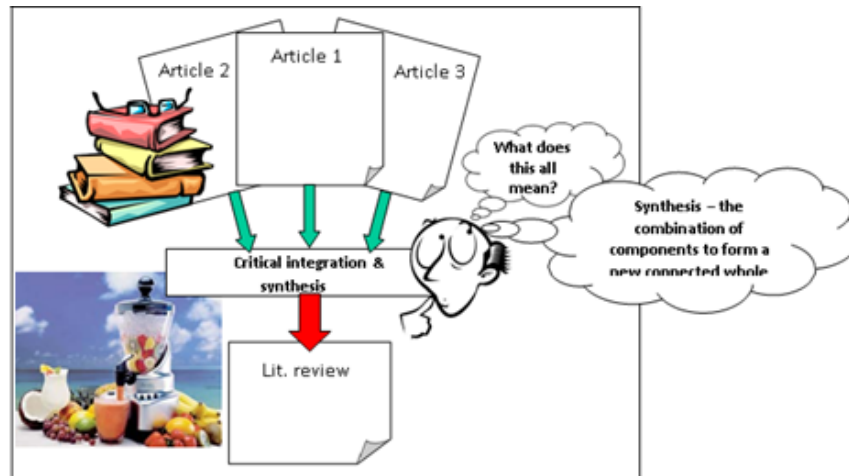 Article 2
Article 1
Article 3
What does
this all
mean?
Synthesis – the
combination of
components to form a
new connected whole
Critical integration &
synthesis
Lit. review